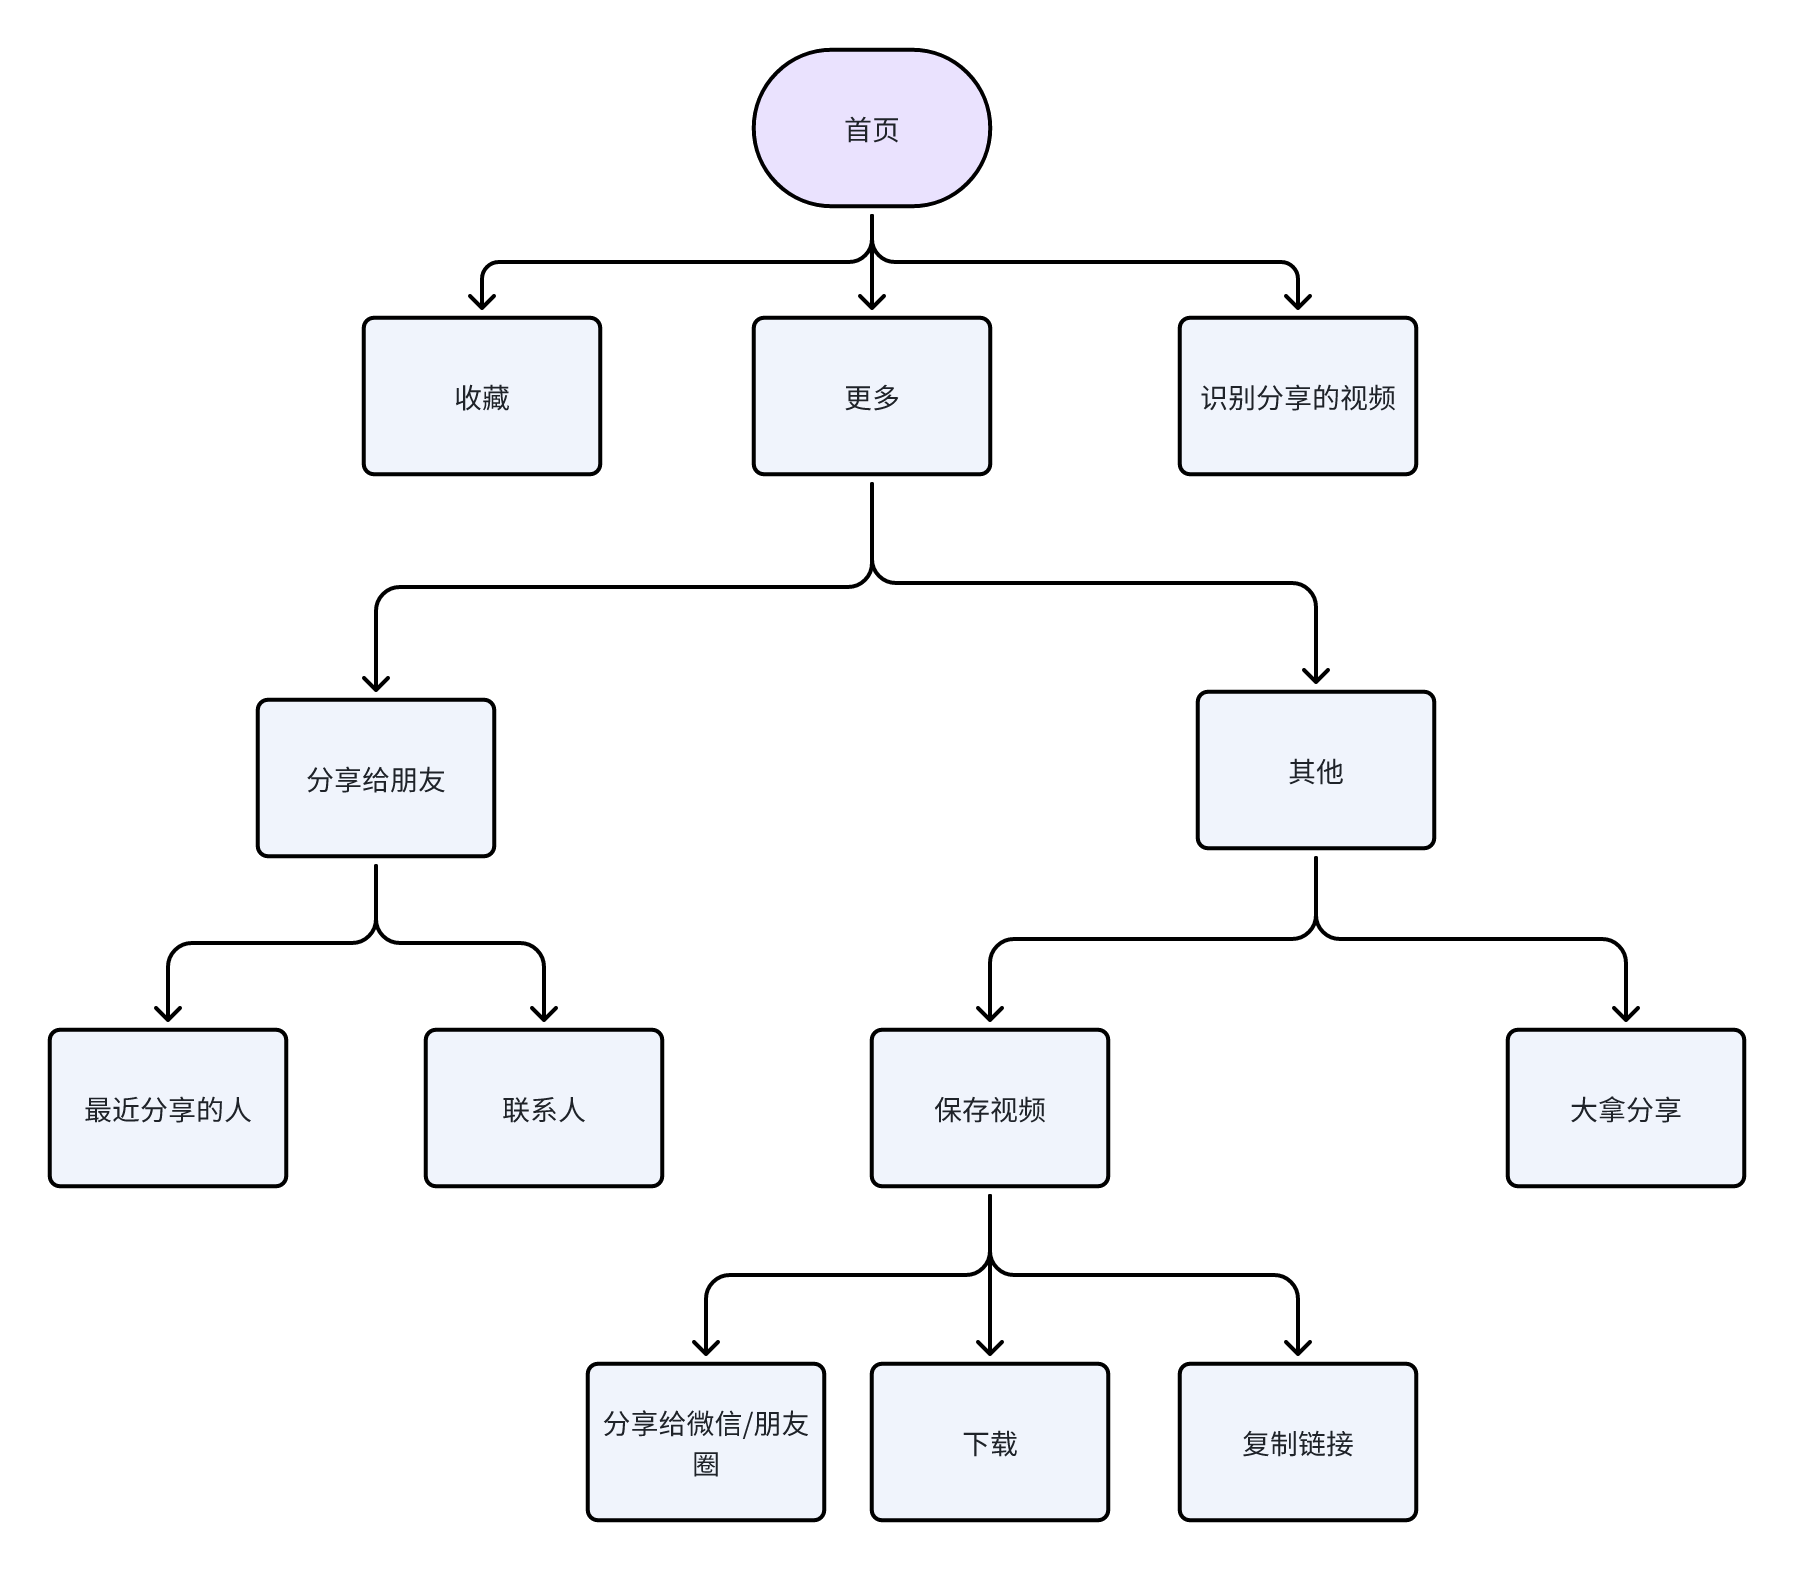 首页
收藏
更多
识别分享的视频
分享给朋友
其他
最近分享的人
联系人
保存视频
大拿分享
分享给微信/朋友
圈
下载
复制链接